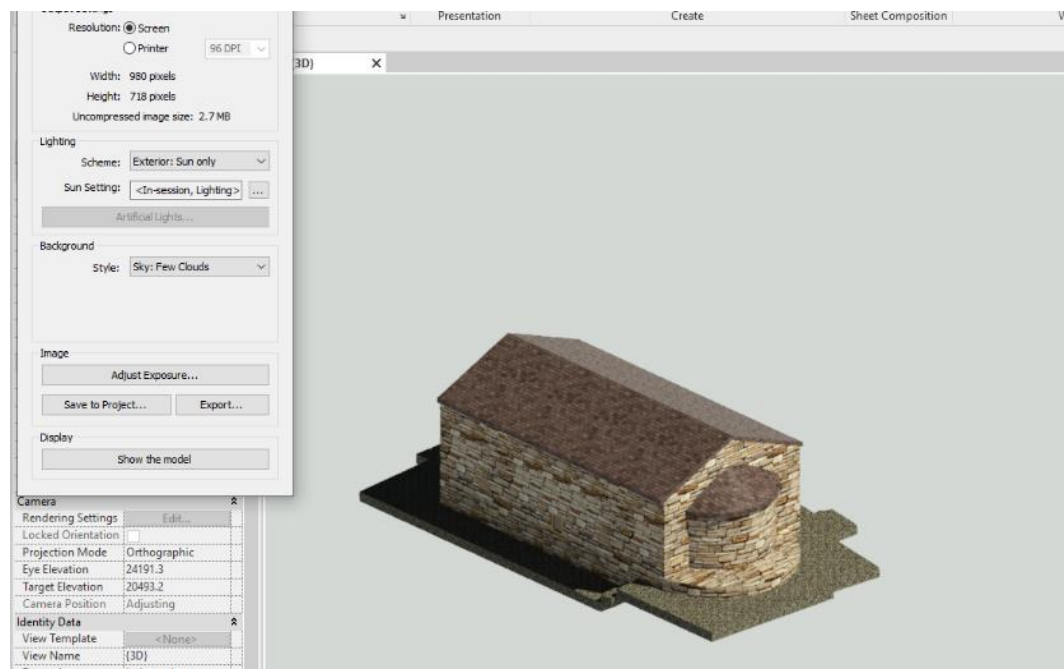 Output Settings
Presentation Create Sheet Composition
Resolution: Screen
Printer 96 DPI
{3D} X
Width: 980 pixels
Height: 718 pixels
Uncompressed image size: 2.7 MB
Lighting
Scheme: Exterior: Sun only
Sun Setting: <In-session, Lighting> ...
Artificial Lights...
Background
Style: Sky: Few Clouds
Image
Adjust Exposure...
Save to Project... Export...
Display
Show the model
Camera
Rendering Settings Edit...
Locked Orientation
Projection Mode Orthographic
Eye Elevation 24191.3
Target Elevation 20493.2
Camera Position Adjusting
Identity Data
View Template <None>
View Name {3D}